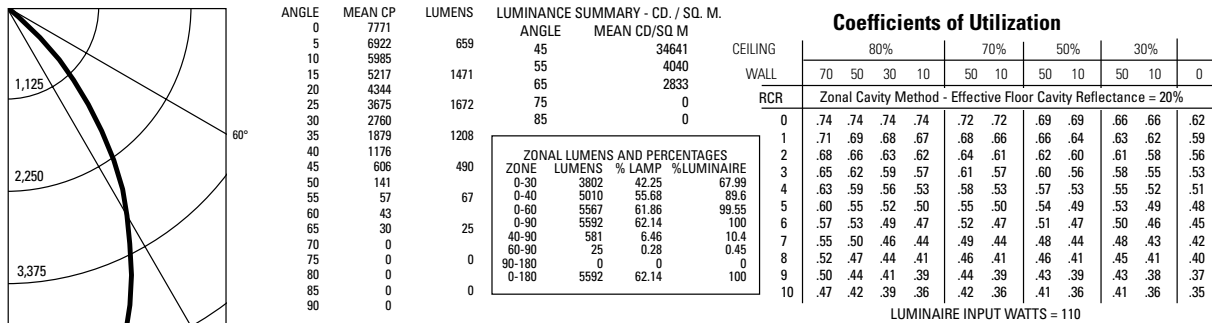 1,125
2,250
3,375
60°
ANGLE MEAN CP LUMENS
0 7771
5 6922 659
10 5985
15 5217 1471
20 4344
25 3675 1672
30 2760
35 1879 1208
40 1176
45 606 490
50 141
55 57 67
60 43
65 30 25
70 0
75 0 0
80 0
85 0 0
90 0
LUMINANCE SUMMARY - CD. / SQ. M.
ANGLE MEAN CD/SQ M
45 34641
55 4040
65 2833
75 0
85 0
ZONAL LUMENS AND PERCENTAGES
ZONE LUMENS % LAMP %LUMINAIRE
0-30 3802 42.25 67.99
0-40 5010 55.68 89.6
0-60 5567 61.86 99.55
0-90 5592 62.14 100
40-90 581 6.46 10.4
60-90 25 0.28 0.45
90-180 0 0 0
0-180 5592 62.14 100
Coefficients of Utilization
CEILING 80% 70% 50% 30%
WALL 70 50 30 10 50 10 50 10 50 10 0
RCR Zonal Cavity Method - Effective Floor Cavity Reflectance = 20%
0 .74 .74 .74 .74 .72 .72 .69 .69 .66 .66 .62
1 .71 .69 .68 .67 .68 .66 .66 .64 .63 .62 .59
2 .68 .66 .63 .62 .64 .61 .62 .60 .61 .58 .56
3 .65 .62 .59 .57 .61 .57 .60 .56 .58 .55 .53
4 .63 .59 .56 .53 .58 .53 .57 .53 .55 .52 .51
5 .60 .55 .52 .50 .55 .50 .54 .49 .53 .49 .48
6 .57 .53 .49 .47 .52 .47 .51 .47 .50 .46 .45
7 .55 .50 .46 .44 .49 .44 .48 .44 .48 .43 .42
8 .52 .47 .44 .41 .46 .41 .46 .41 .45 .41 .40
9 .50 .44 .41 .39 .44 .39 .43 .39 .43 .38 .37
10 .47 .42 .39 .36 .42 .36 .41 .36 .41 .36 .35
LUMINAIRE INPUT WATTS = 110